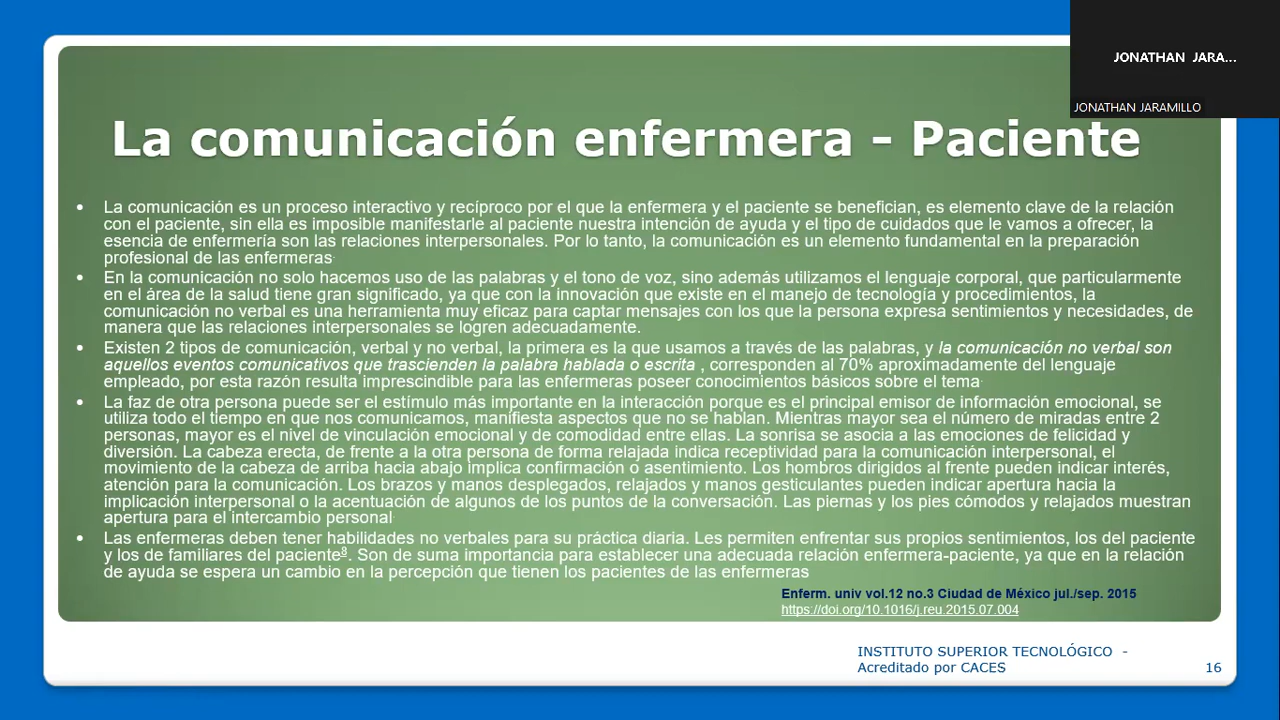 JONATHAN JARA...
JONATHAN JARAMILLO
La comunicación enfermera - Paciente
• La comunicación es un proceso interactivo y recíproco por el que la enfermera y el paciente se benefician, es elemento clave de la relación
con el paciente, sin ella es imposible manifestarle al paciente nuestra intención de ayuda y el tipo de cuidados que le vamos a ofrecer, la
esencia de enfermería son las relaciones interpersonales. Por lo tanto, la comunicación es un elemento fundamental en la preparación
profesional de las enfermeras.
• En la comunicación no solo hacemos uso de las palabras y el tono de voz, sino además utilizamos el lenguaje corporal, que particularmente
en el área de la salud tiene gran significado, ya que con la innovación que existe en el manejo de tecnología y procedimientos, la
comunicación no verbal es una herramienta muy eficaz para captar mensajes con los que la persona expresa sentimientos y necesidades, de
manera que las relaciones interpersonales se logren adecuadamente.
• Existen 2 tipos de comunicación, verbal y no verbal, la primera es la que usamos a través de las palabras, y la comunicación no verbal son
aquellos eventos comunicativos que trascienden la palabra hablada o escrita , corresponden al 70% aproximadamente del lenguaje
empleado, por esta razón resulta imprescindible para las enfermeras poseer conocimientos básicos sobre el tema.
• La faz de otra persona puede ser el estímulo más importante en la interacción porque es el principal emisor de información emocional, se
utiliza todo el tiempo en que nos comunicamos, manifiesta aspectos que no se hablan. Mientras mayor sea el número de miradas entre 2
personas, mayor es el nivel de vinculación emocional y de comodidad entre ellas. La sonrisa se asocia a las emociones de felicidad y
diversión. La cabeza erecta, de frente a la otra persona de forma relajada indica receptividad para la comunicación interpersonal, el
movimiento de la cabeza de arriba hacia abajo implica confirmación o asentimiento. Los hombros dirigidos al frente pueden indicar interés,
atención para la comunicación. Los brazos y manos desplegados, relajados y manos gesticulantes pueden indicar apertura hacia la
implicación interpersonal o la acentuación de algunos de los puntos de la conversación. Las piernas y los pies cómodos y relajados muestran
apertura para el intercambio personal.
• Las enfermeras deben tener habilidades no verbales para su práctica diaria. Les permiten enfrentar sus propios sentimientos, los del paciente
y los de familiares del paciente8. Son de suma importancia para establecer una adecuada relación enfermera-paciente, ya que en la relación
de ayuda se espera un cambio en la percepción que tienen los pacientes de las enfermeras
Enferm. univ vol.12 no.3 Ciudad de México jul./sep. 2015
https://doi.org/10.1016/j.reu.2015.07.004
INSTITUTO SUPERIOR TECNOLÓGICO -
Acreditado por CACES
16